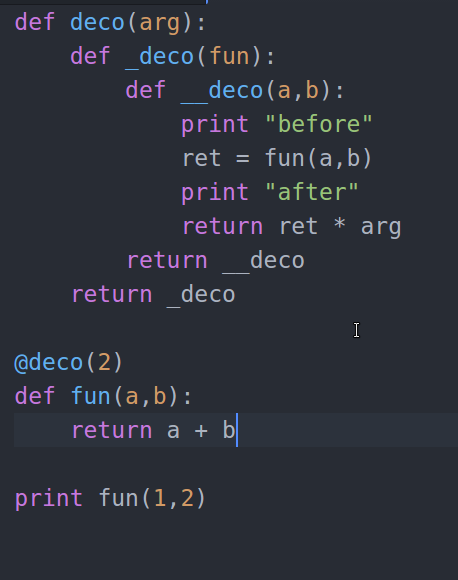 def deco(arg):
    def _deco(fun):
        def __deco(a,b):
            print "before"
            ret = fun(a,b)
            print "after"
            return ret * arg
        return __deco
    return _deco

@deco(2)
def fun(a,b):
    return a + b

print fun(1,2)